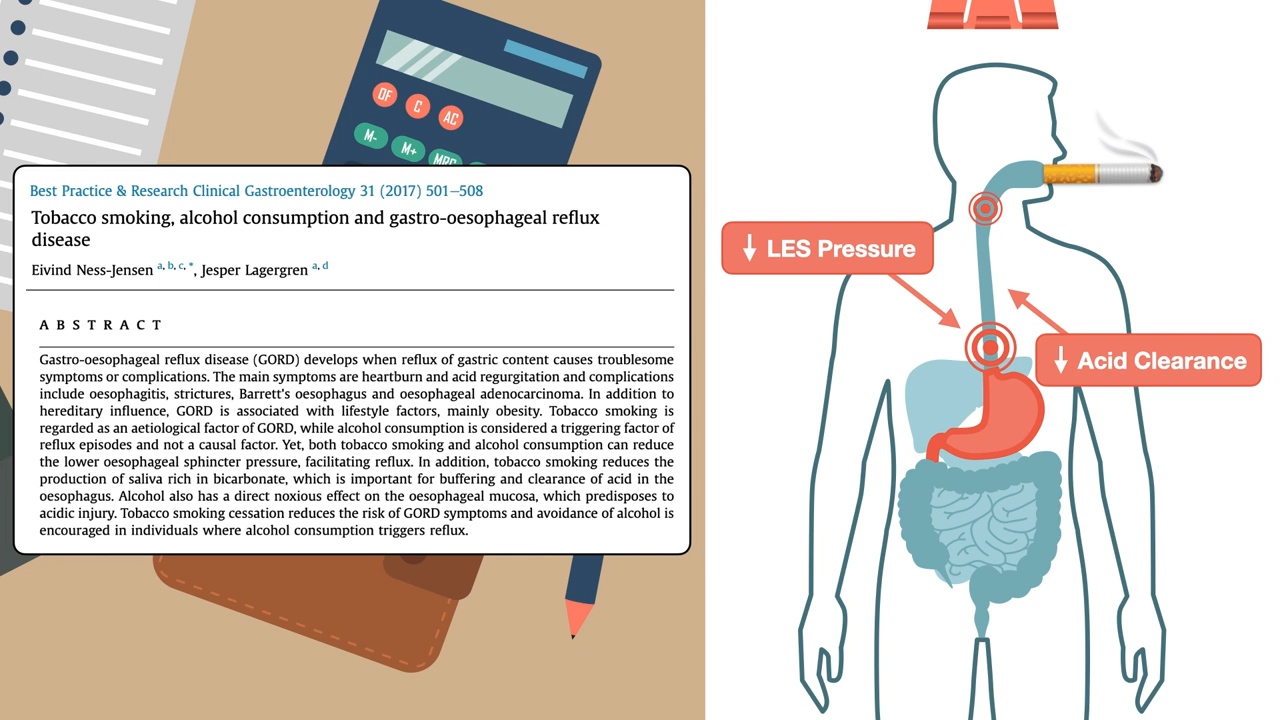 OF C AC
M- M+ MRC
Best Practice & Research Clinical Gastroenterology 31 (2017) 501–508
Tobacco smoking, alcohol consumption and gastro-oesophageal reflux
disease
Eivind Ness-Jensen a, b, c, *, Jesper Lagergren a, d
A B S T R A C T
Gastro-oesophageal reflux disease (GORD) develops when reflux of gastric content causes troublesome
symptoms or complications. The main symptoms are heartburn and acid regurgitation and complications
include oesophagitis, strictures, Barrett's oesophagus and oesophageal adenocarcinoma. In addition to
hereditary influence, GORD is associated with lifestyle factors, mainly obesity. Tobacco smoking is
regarded as an aetiological factor of GORD, while alcohol consumption is considered a triggering factor of
reflux episodes and not a causal factor. Yet, both tobacco smoking and alcohol consumption can reduce
the lower oesophageal sphincter pressure, facilitating reflux. In addition, tobacco smoking reduces the
production of saliva rich in bicarbonate, which is important for buffering and clearance of acid in the
oesophagus. Alcohol also has a direct noxious effect on the oesophageal mucosa, which predisposes to
acidic injury. Tobacco smoking cessation reduces the risk of GORD symptoms and avoidance of alcohol is
encouraged in individuals where alcohol consumption triggers reflux.
↓ LES Pressure
↓ Acid Clearance